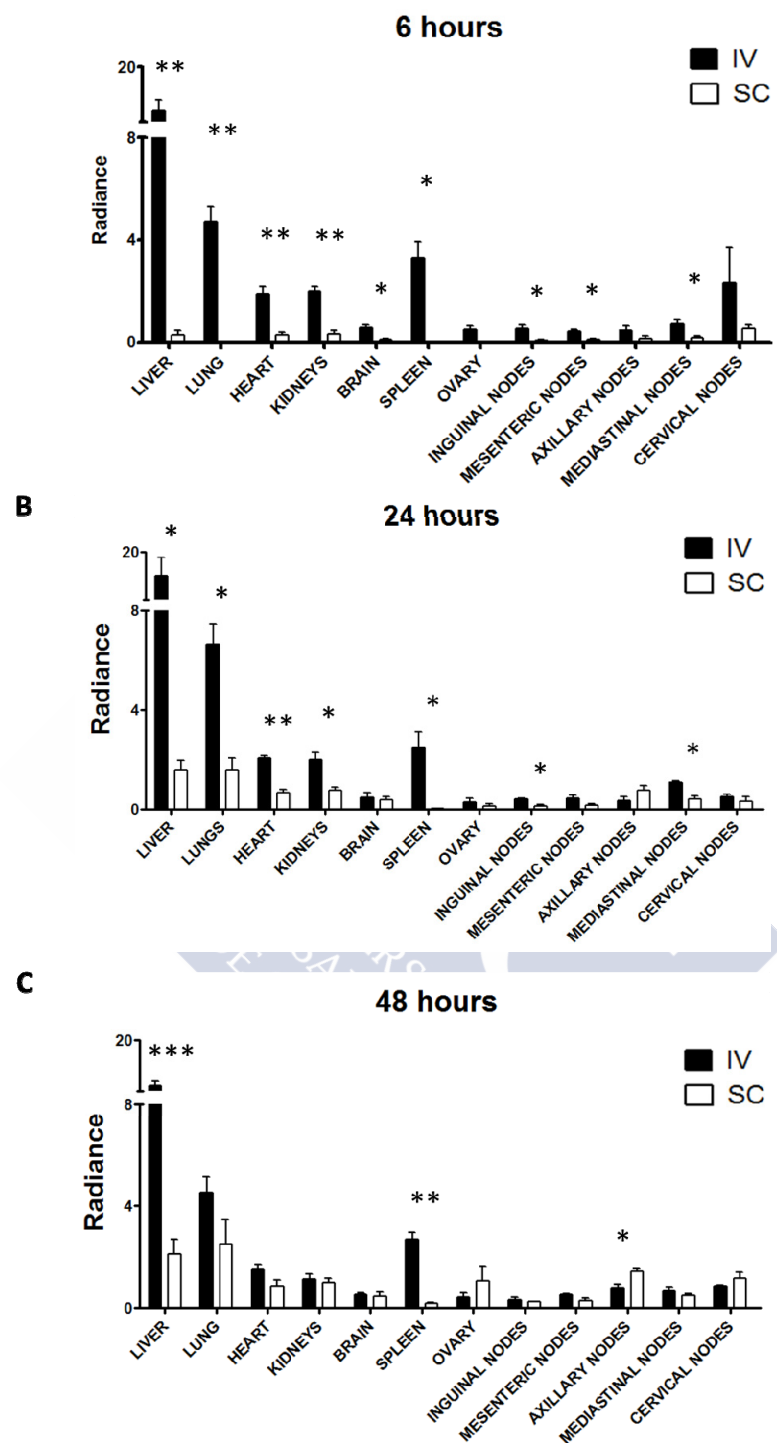 6 hours
IV
SC
20
8
4
0
Radiance
**
**
**
**
*
*
*
*
*
LIVER
LUNG
HEART
KIDNEYS
BRAIN
SPLEEN
OVARY
INGUINAL NODES
MESENTERIC NODES
AXILLARY NODES
MEDIASTINAL NODES
CERVICAL NODES
B
24 hours
IV
SC
20
8
4
0
Radiance
*
*
**
*
*
*
*
LIVER
LUNGS
HEART
KIDNEYS
BRAIN
SPLEEN
OVARY
INGUINAL NODES
MESENTERIC NODES
AXILLARY NODES
MEDIASTINAL NODES
CERVICAL NODES
C
48 hours
IV
SC
20
8
4
0
Radiance
***
**
*
LIVER
LUNG
HEART
KIDNEYS
BRAIN
SPLEEN
OVARY
INGUINAL NODES
MESENTERIC NODES
AXILLARY NODES
MEDIASTINAL NODES
CERVICAL NODES